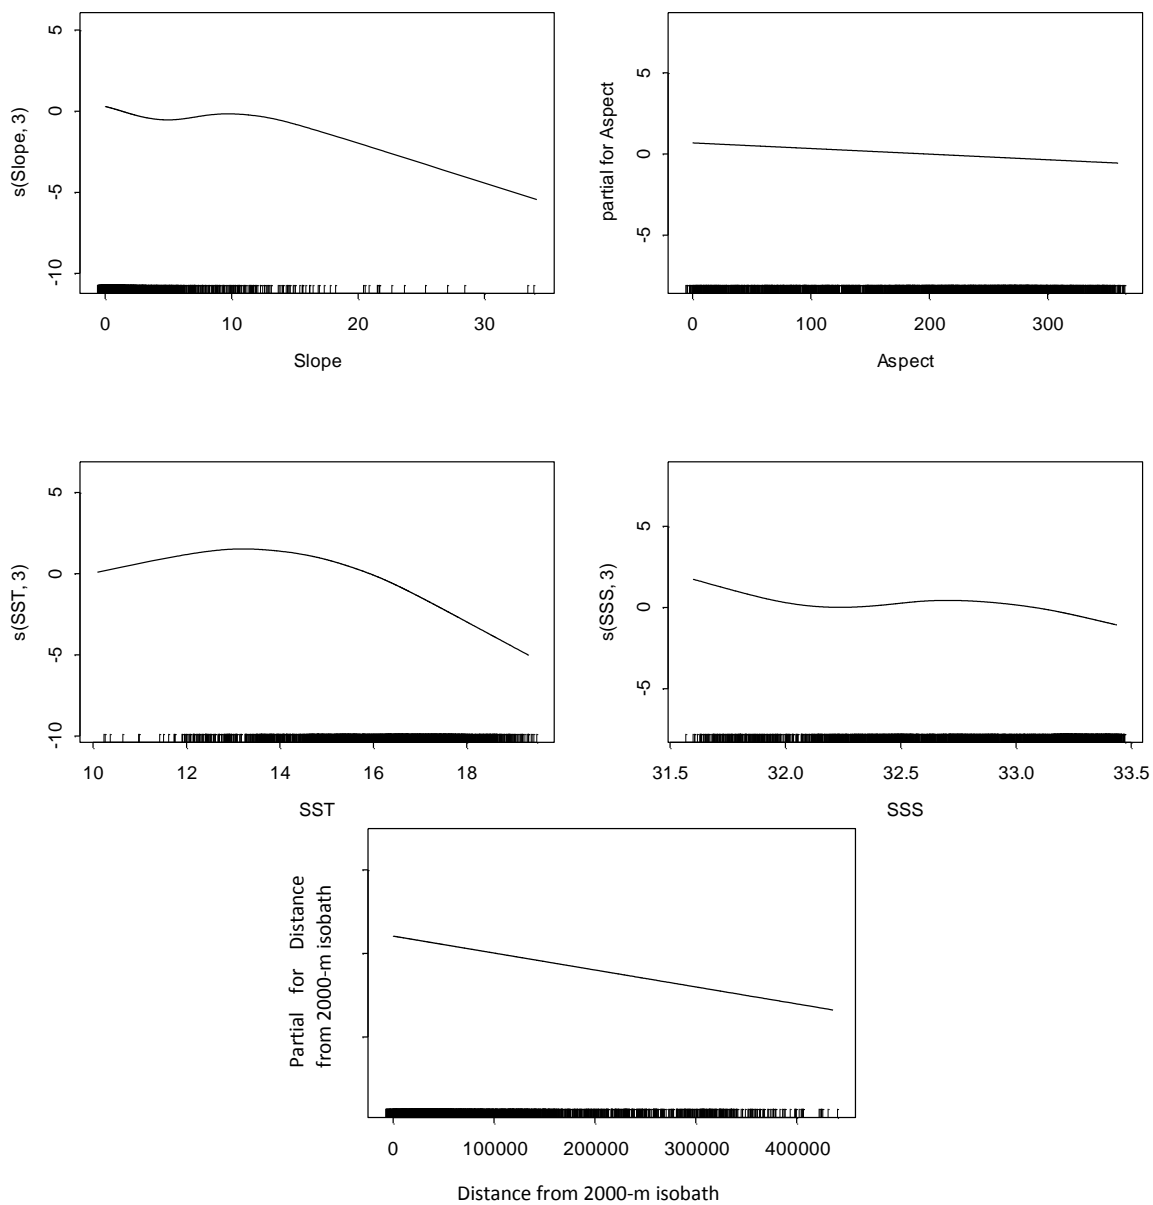 s(Slope, 3)
5
0
-5
-10
0 10 20 30
Slope
partial for Aspect
5
0
-5
0 100 200 300
Aspect
s(SST, 3)
5
0
-5
-10
10 12 14 16 18
SST
s(SSS, 3)
5
0
-5
31.5 32.0 32.5 33.0 33.5
SSS
Partial for Distance
from 2000-m isobath
0 100000 200000 300000 400000
Distance from 2000-m isobath